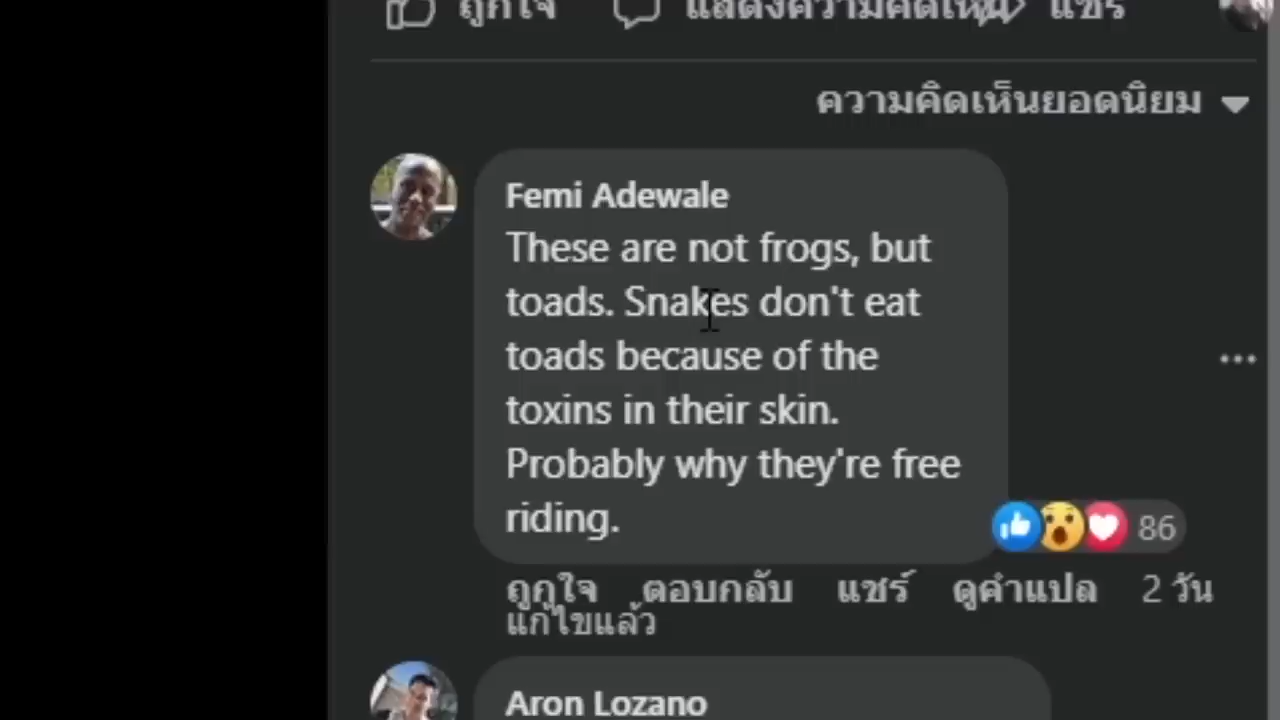 ถูกใจ แสดงความคิดเห็น แชร์
ความคิดเห็นยอดนิยม
Femi Adewale
These are not frogs, but
toads. Snakes don't eat
toads because of the
toxins in their skin.
Probably why they're free
riding.
86
ถูกใจ ตอบกลับ แชร์ ดูคำแปล 2 วัน
แก้ไขแล้ว
Aron Lozano